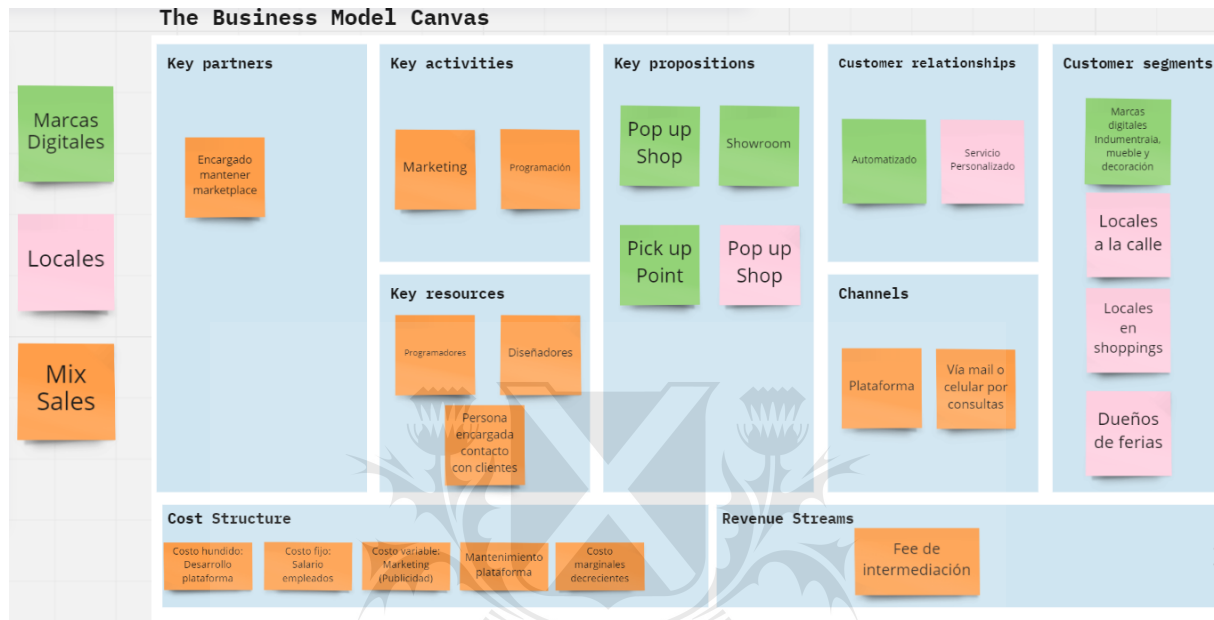 The Business Model Canvas
Marcas
Digitales
Locales
Mix
Sales
Key partners
Encargado
mantener
marketplace
Key activities
Marketing
Programación
Key resources
Programadores
Diseñadores
Persona
encargada
contacto
con clientes
Key propositions
Pop up
Shop
Showroom
Pick up
Point
Pop up
Shop
Customer relationships
Automatizado
Servicio
Personalizado
Channels
Plataforma
Vía mail o
celular por
consultas
Customer segments
Marcas
digitales
Indumentraia,
mueble y
decoración
Locales
a la calle
Locales
en
shoppings
Dueños
de ferias
Cost Structure
Costo hundido:
Desarrollo
plataforma
Costo fijo:
Salario
empleados
Costo variable:
Marketing
(Publicidad)
Mantenimiento
plataforma
Costo
marginales
decrecientes
Revenue Streams
Fee de
intermediación